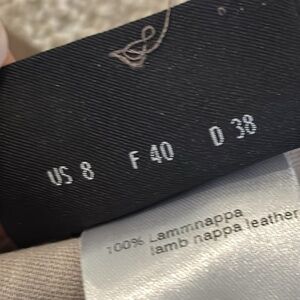 US 8 F 40 D 38
100% Lammnappa
lamb nappa leather